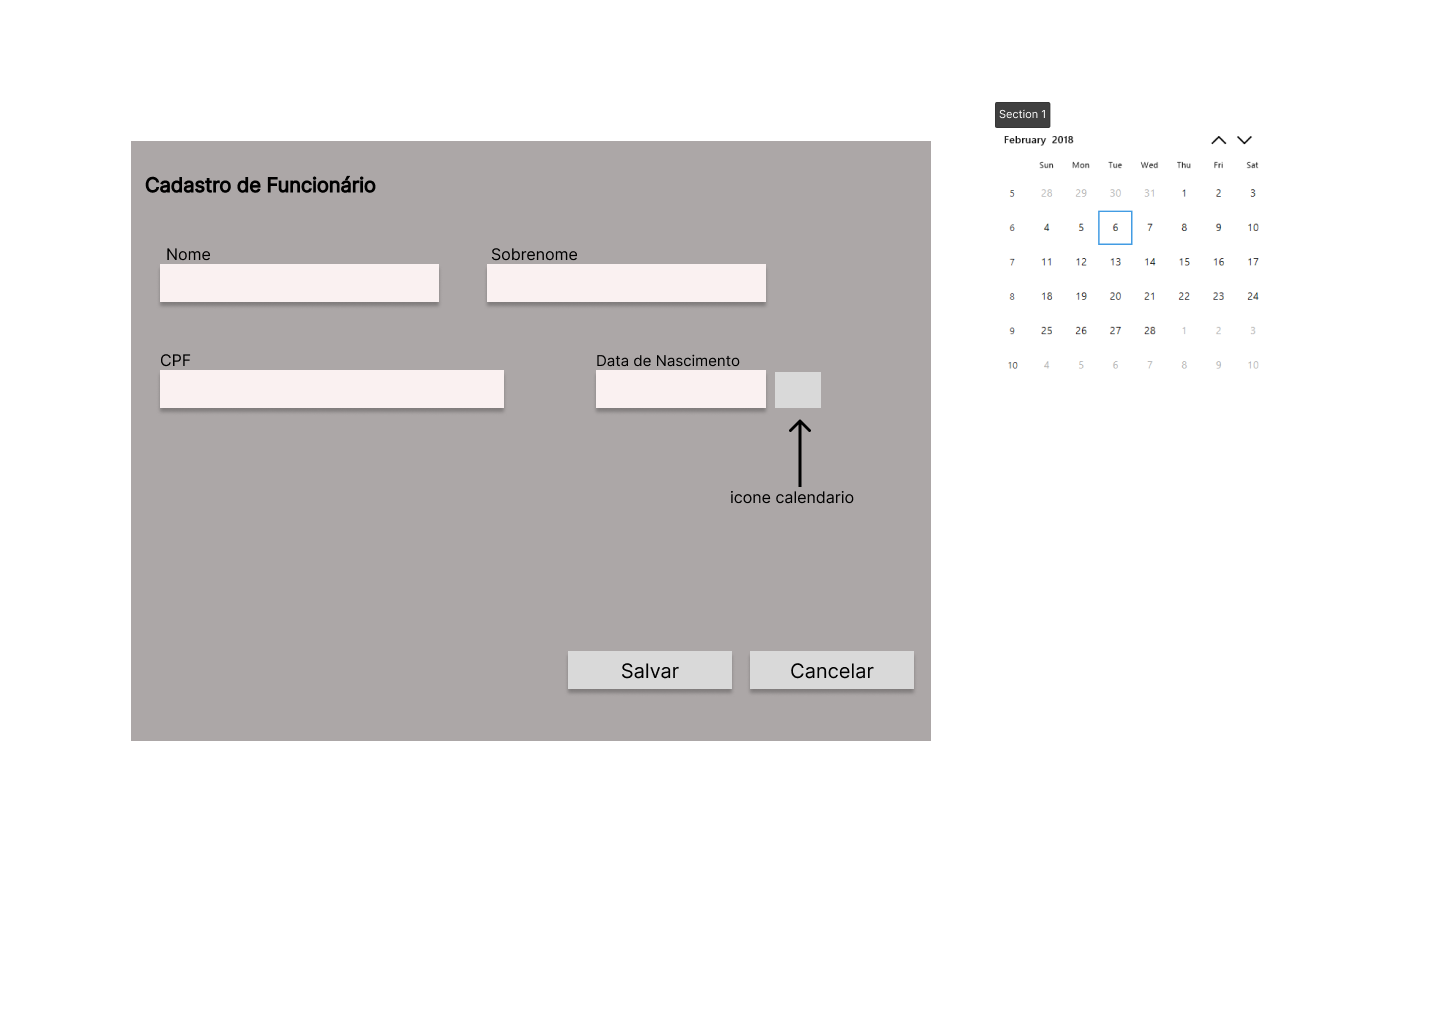 Cadastro de Funcionário
Nome Sobrenome
CPF Data de Nascimento
icone calendario
Salvar Cancelar
Section 1
February 2018
Sun Mon Tue Wed Thu Fri Sat
5 28 29 30 31 1 2 3
6 4 5 6 7 8 9 10
7 11 12 13 14 15 16 17
8 18 19 20 21 22 23 24
9 25 26 27 28 1 2 3
10 4 5 6 7 8 9 10